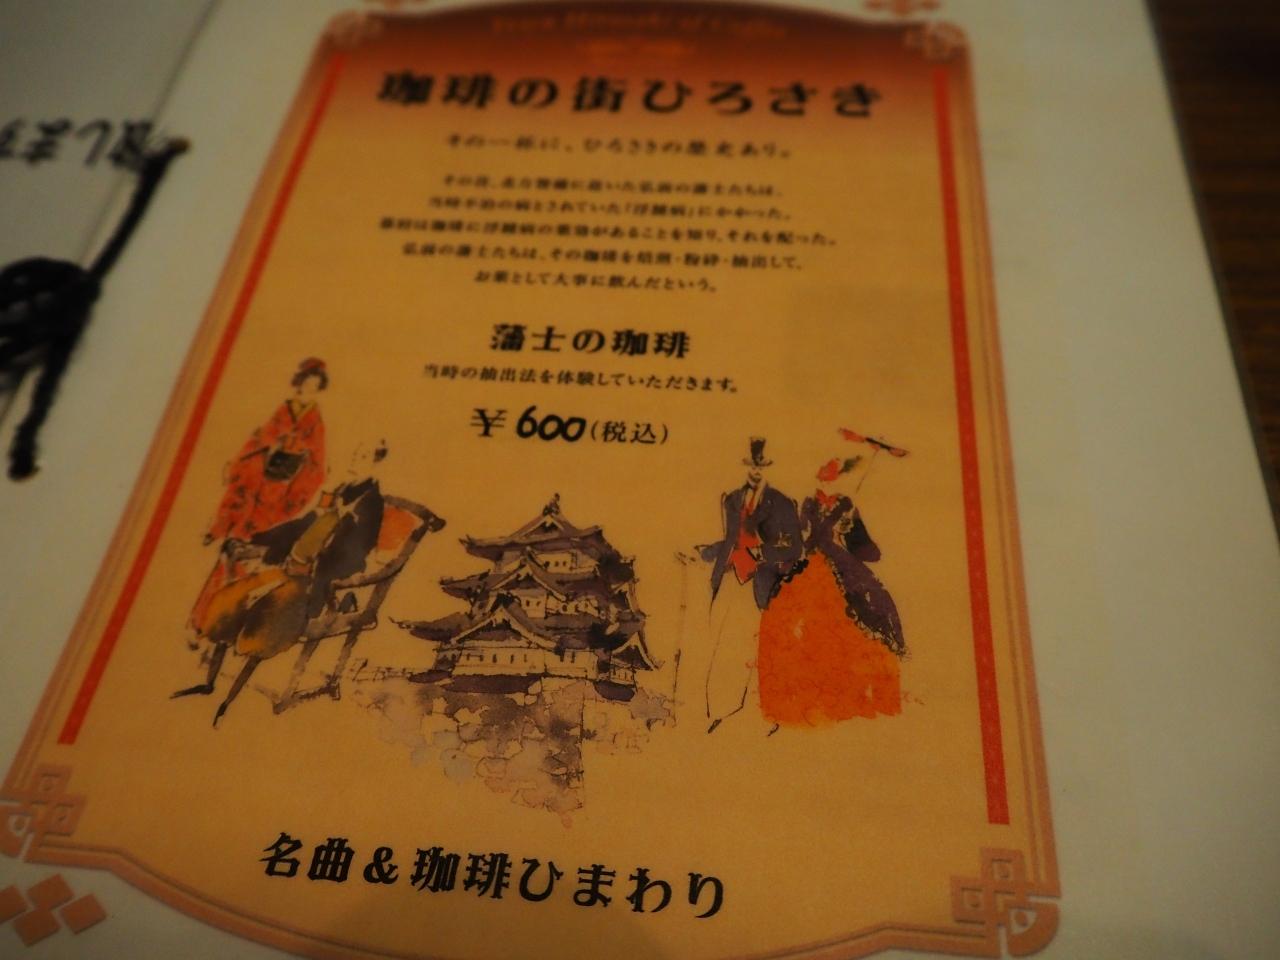 Town Hirosaki of Coffee
珈琲の街ひろさき
その一杯に、ひろさきの歴史あり。
その昔、北方警備に赴いた弘前の藩士たちは、
当時不治の病とされていた「浮腫病」にかかった。
幕府は珈琲に浮腫病の薬効があることを知り、それを配った。
弘前の藩士たちは、その珈琲を焙煎・粉砕・抽出して、
お薬として大事に飲んだという。
藩士の珈琲
当時の抽出法を体験していただきます。
¥600(税込)
名曲&珈琲ひまわり